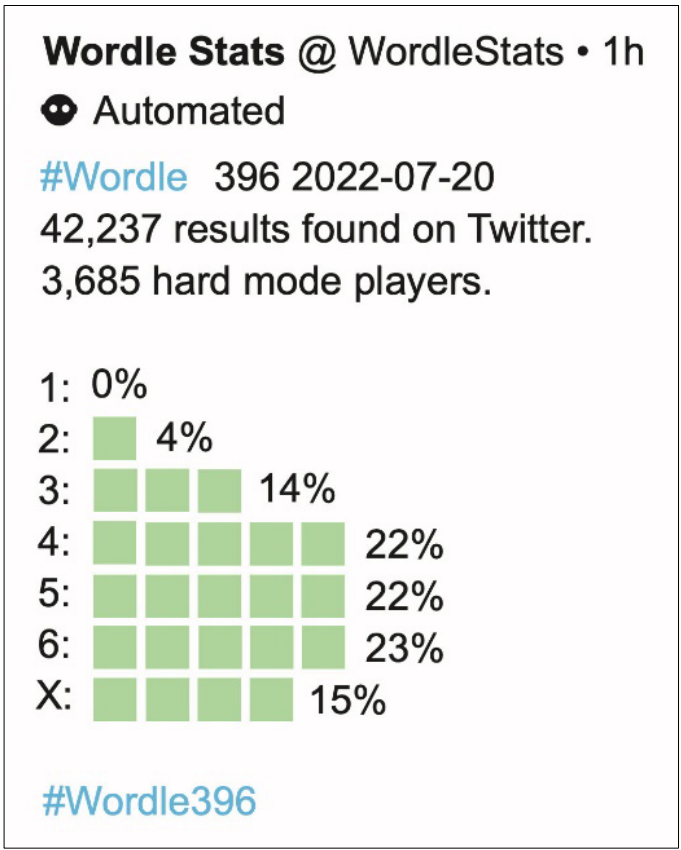 Wordle Stats @ WordleStats • 1h
Automated
#Wordle 396 2022-07-20
42,237 results found on Twitter.
3,685 hard mode players.
1: 0%
2: 4%
3: 14%
4: 22%
5: 22%
6: 23%
X: 15%
#Wordle396